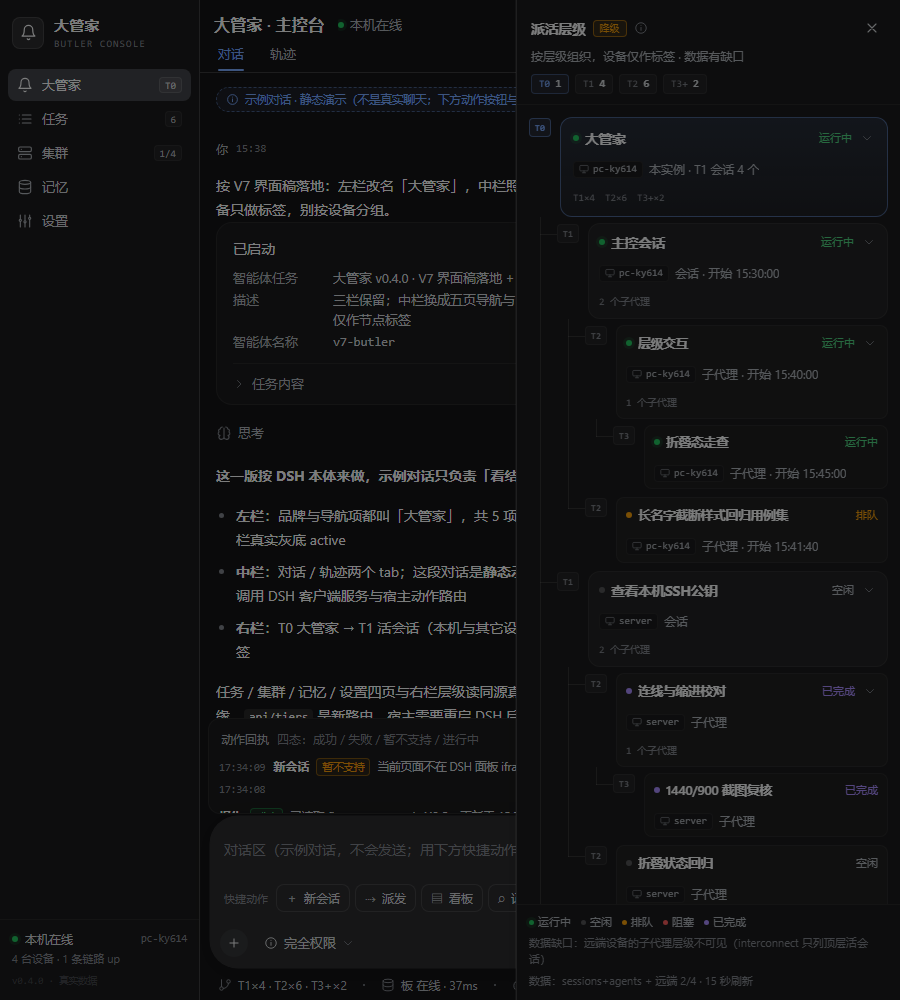 大管家
BUTLER CONSOLE
大管家 T0
任务 6
集群 1/4
记忆
设置
本机在线 pc-ky614
4 台设备 · 1 条链路 up
v0.4.0 · 真实数据
大管家 · 主控台 本机在线
对话 轨迹
示例对话 · 静态演示（不是真实聊天；下方动作按钮与
你 15:38
按 V7 界面稿落地：左栏改名「大管家」，中栏照
备只做标签，别按设备分组。
已启动
智能体任务 大管家 v0.4.0 · V7 界面稿落地 +
描述 三栏保留；中栏换成五页导航与
仅作节点标签
智能体名称 v7-butler
任务内容
思考
这一版按 DSH 本体来做，示例对话只负责「看结
左栏：品牌与导航项都叫「大管家」，共 5 项
栏真实灰底 active
中栏：对话 / 轨迹两个 tab；这段对话是静态演
调用 DSH 客户端服务与宿主动作路由
右栏：T0 大管家 → T1 活会话（本机与其它设
签
任务 / 集群 / 记忆 / 设置四页与右栏层级读同源真
api/tiers 是新路由，宿主需要重启 DSH 后
动作回执 四态：成功 / 失败 / 暂不支持 / 进行中
17:34:09 新会话 暂不支持 当前页面不在 DSH 面板 ifra
17:34:08
对话区（示例对话，不会发送；用下方快捷动作
快捷动作 + 新会话 派发 看板
完全权限
T1×4 · T2×6 · T3+×2 · 板 在线 · 37ms ·
派活层级 降级
按层级组织，设备仅作标签 · 数据有缺口
T0 1 T1 4 T2 6 T3+ 2
T0 大管家 运行中
pc-ky614 本实例 · T1 会话 4 个
T1×4 T2×6 T3+×2
T1 主控会话 运行中
pc-ky614 会话 · 开始 15:30:00
2 个子代理
T2 层级交互 运行中
pc-ky614 子代理 · 开始 15:40:00
1 个子代理
T3 折叠态走查 运行中
pc-ky614 子代理 · 开始 15:45:00
T2 长名字截断样式回归用例集 排队
pc-ky614 子代理 · 开始 15:41:40
T1 查看本机SSH公钥 空闲
server 会话
2 个子代理
T2 连线与缩进校对 已完成
server 子代理
1 个子代理
T3 1440/900 截图复核 已完成
server 子代理
T2 折叠状态回归 空闲
server 子代理
运行中 空闲 排队 阻塞 已完成
数据缺口：远端设备的子代理层级不可见（interconnect 只列顶层活会
话）
数据：sessions+agents + 远端 2/4 · 15 秒刷新